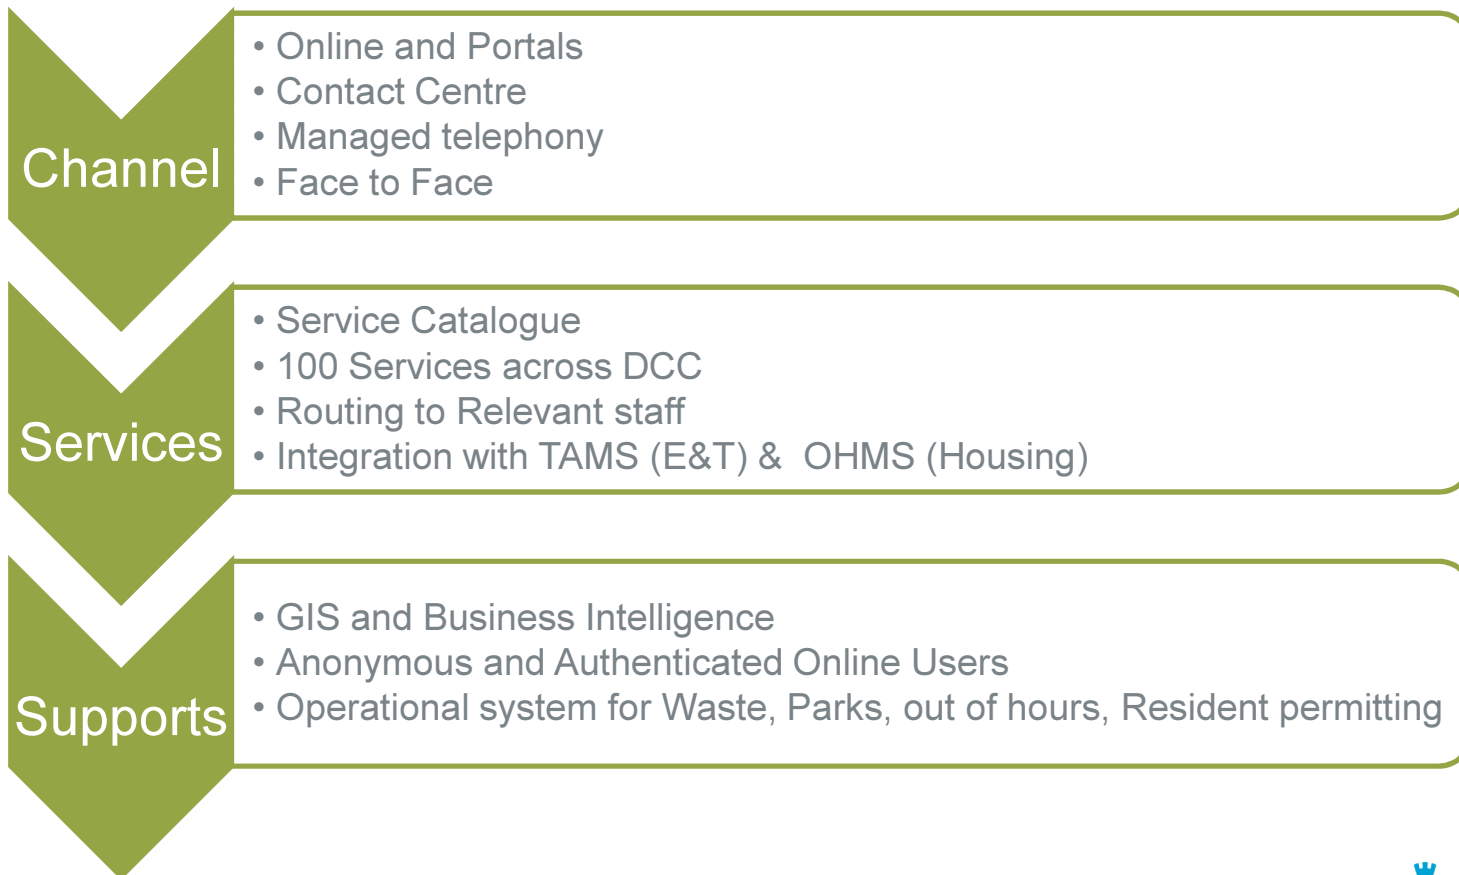 Channel
• Online and Portals
• Contact Centre
• Managed telephony
• Face to Face
Services
• Service Catalogue
• 100 Services across DCC
• Routing to Relevant staff
• Integration with TAMS (E&T) &  OHMS (Housing)
Supports
• GIS and Business Intelligence
• Anonymous and Authenticated Online Users
• Operational system for Waste, Parks, out of hours, Resident permitting